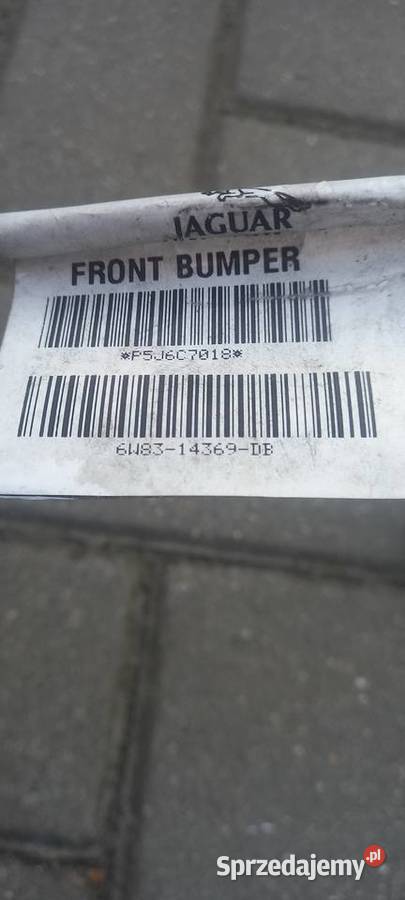 JAGUAR
FRONT BUMPER
*P5J6C7018*
6W83-14369-DB
Sprzedajemy.pl